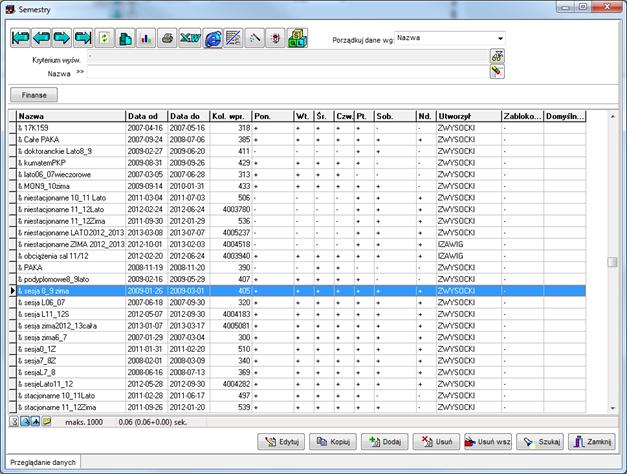 Semestry
Porządkuj dane wg: Nazwa
Kryterium wyśw.
Nazwa >>
Finanse
Nazwa Data od Data do Kol. wpr. Pon. Wt. Śr. Czw. Pt. Sob. Nd. Utworzył Zabloko... Domyśln...
& 17K159 2007-04-16 2007-05-16 318 + + + + + - - ZWYSOCKI -
& Całe PAKA 2007-09-24 2008-07-06 385 + + + + + + + ZWYSOCKI -
& doktoranckie Lato8_9 2009-02-27 2009-06-20 411 - - - - + + - ZWYSOCKI -
& kumatemPKP 2009-08-31 2009-09-26 429 + + + + + + - ZWYSOCKI -
& lato06_07wieczorowe 2007-03-05 2007-06-28 313 + + + + - - - ZWYSOCKI -
& MON9_10zima 2009-09-14 2010-01-31 433 + + + + + + + ZWYSOCKI -
& niestacjonarne 10_11 Lato 2011-03-04 2011-07-03 506 - - - - + + + ZWYSOCKI -
& niestacjonarne 11_12Lato 2012-02-24 2012-06-24 4003780 - - - - + + + ZWYSOCKI -
& niestacjonarne 11_12Zima 2011-09-30 2012-01-29 536 - - - - + + + ZWYSOCKI -
& niestacjonarne LATO2012_2013 2013-03-08 2013-07-07 4005237 - - - - + + + ZWYSOCKI -
& niestacjonarne ZIMA 2012_2013 2012-10-01 2013-02-03 4004518 - - - - + + + IZAWIG -
& obciążenia sal 11/12 2012-02-20 2012-06-24 4003940 + + + + + + + IZAWIG -
& PAKA 2008-11-19 2008-11-20 390 - - + + - - - ZWYSOCKI -
& podyplomowe8_9lato 2009-02-16 2009-05-29 407 + + + + + - - ZWYSOCKI -
& sesja 8_9 zima 2009-01-26 2009-03-01 405 + + + + + + + ZWYSOCKI -
& sesja L06_07 2007-06-18 2007-09-30 320 + + + + + + + ZWYSOCKI -
& sesja L11_12S 2012-05-07 2012-09-30 4004183 + + + + + + + ZWYSOCKI -
& sesja zima2012_13cała 2013-01-07 2013-03-17 4005081 + + + + + + + ZWYSOCKI -
& sesja zima6_7 2007-01-29 2007-03-04 300 + + + + + + + ZWYSOCKI -
& sesja0_1Z 2011-01-31 2011-02-20 510 + + + + + + + ZWYSOCKI -
& sesja7_8Z 2008-02-01 2008-03-09 340 + + + + + + + ZWYSOCKI -
& sesjaL7_8 2008-06-16 2008-07-13 369 + + + + + + + ZWYSOCKI -
& sesjeLato11_12 2012-05-28 2012-09-30 4004282 + + + + + + + ZWYSOCKI -
& stacjonarne 10_11Lato 2011-02-28 2011-06-17 497 + + + + + - - ZWYSOCKI -
& stacjonarne 11_12Zima 2011-09-26 2012-01-20 539 + + + + + - - ZWYSOCKI -
maks. 1000 0.06 (0.06+0.00) sek.
Edytuj Kopiuj Dodaj Usuń Usuń wsz Szukaj Zamknij
Przeglądanie danych